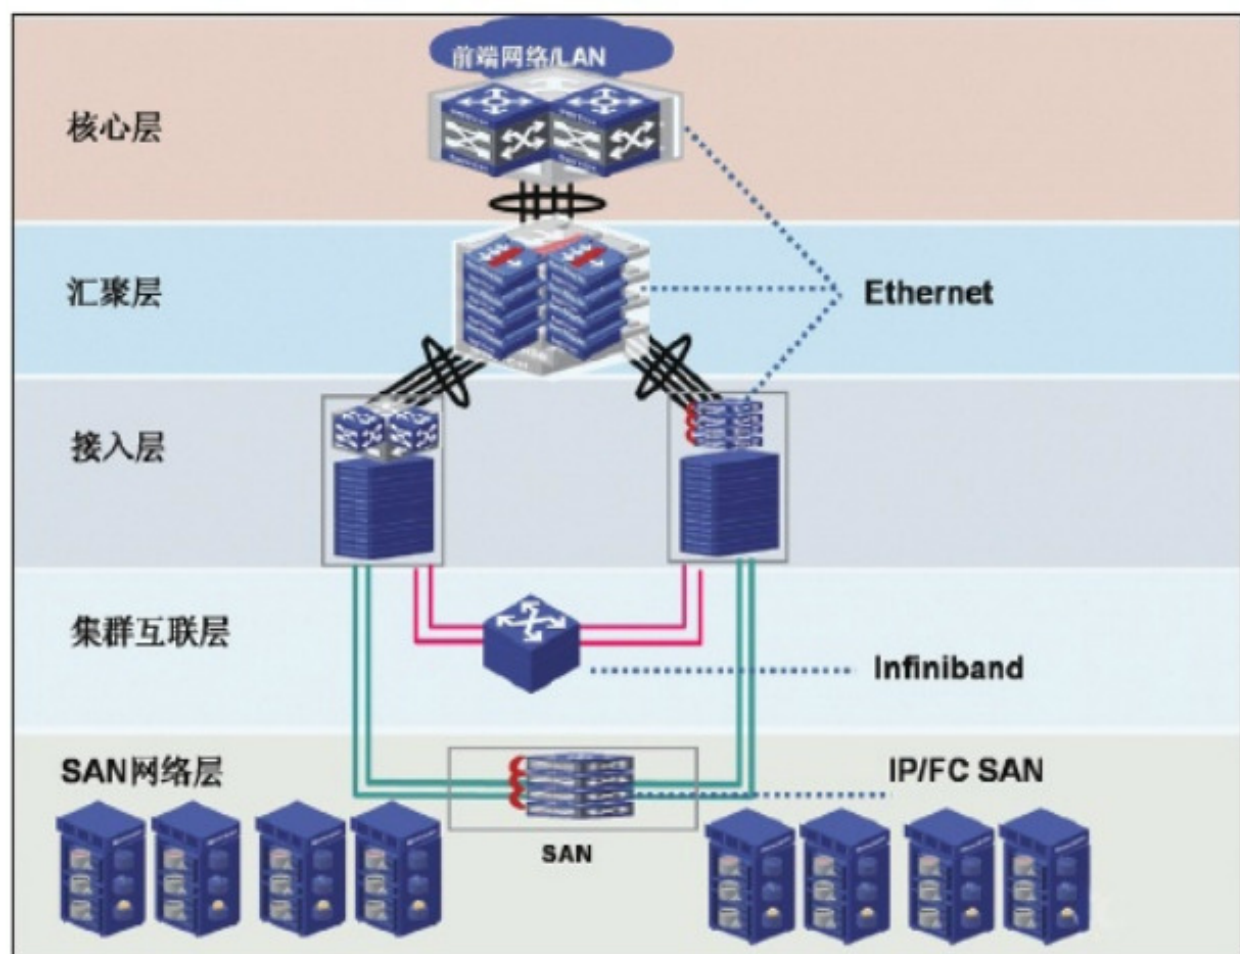 前端网络/LAN
核心层
汇聚层
Ethernet
接入层
集群互联层
Infiniband
SAN网络层
IP/FC SAN
SAN